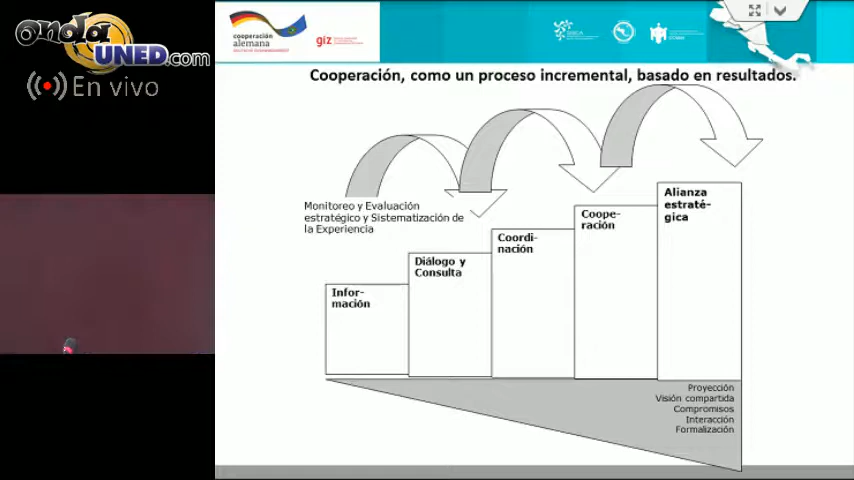 onda
UNED.com
En vivo
cooperación
alemana
DEUTSCHE ZUSAMMENARBEIT
giz
Cooperación, como un proceso incremental, basado en resultados.
Monitoreo y Evaluación
estratégico y Sistematización de
la Experiencia
Infor-
mación
Diálogo y
Consulta
Coordi-
nación
Coope-
ración
Alianza
estraté-
gica
Proyección
Visión compartida
Compromisos
Interacción
Formalización